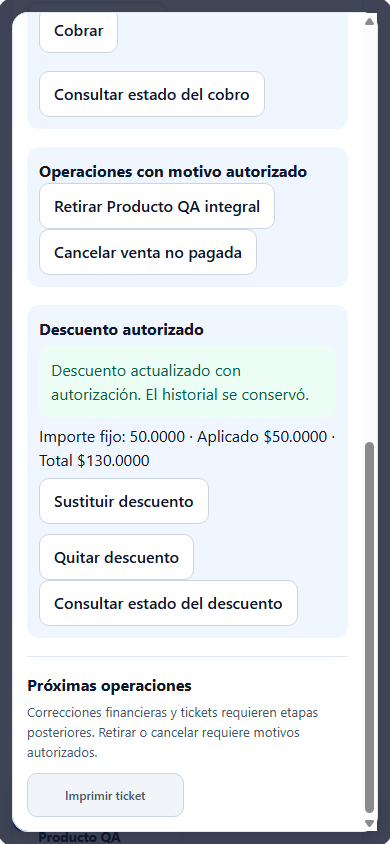 Cobrar
Consultar estado del cobro
Operaciones con motivo autorizado
Retirar Producto QA integral
Cancelar venta no pagada
Descuento autorizado
Descuento actualizado con
autorización. El historial se conservó.
Importe fijo: 50.0000 · Aplicado $50.0000 ·
Total $130.0000
Sustituir descuento
Quitar descuento
Consultar estado del descuento
Próximas operaciones
Correcciones financieras y tickets requieren etapas
posteriores. Retirar o cancelar requiere motivos
autorizados.
Imprimir ticket
Producto QA